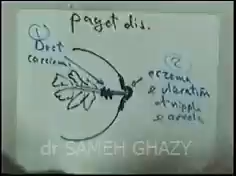 paget dis.
①
Duct
carcinoma
②
eczema
ulceration
of nipple
areola
dr SAMEH GHAZY